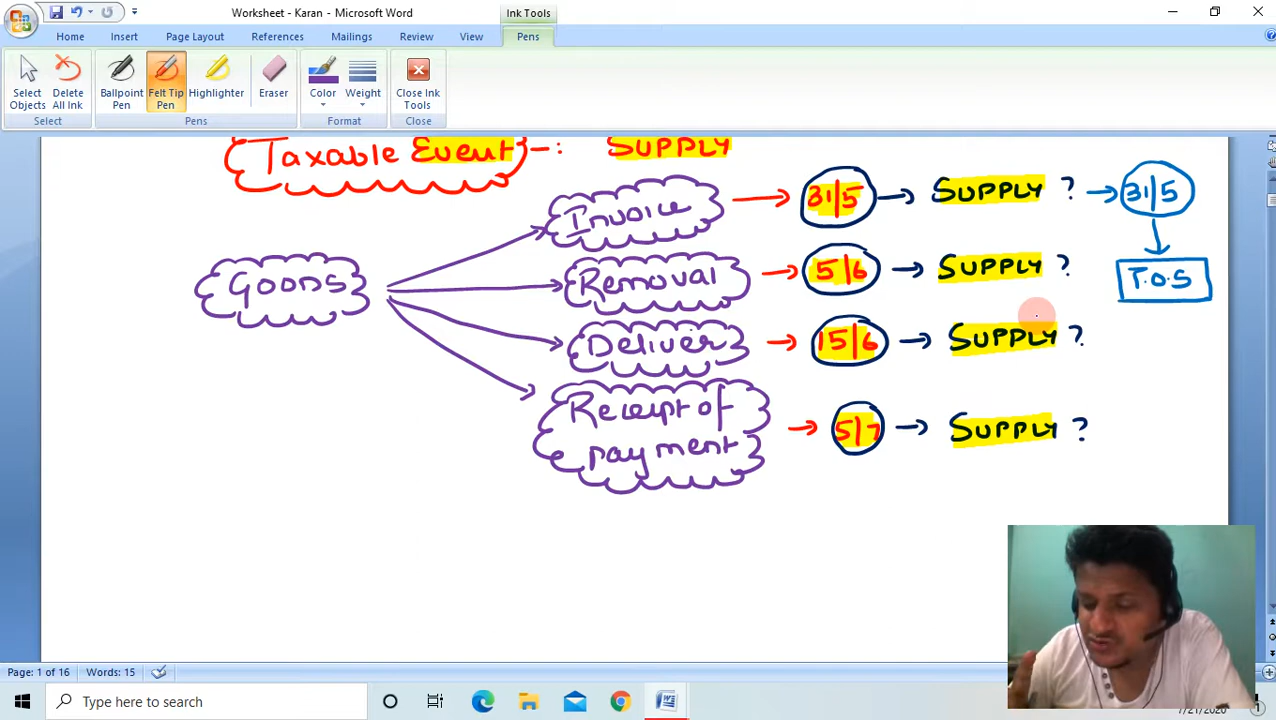 Worksheet - Karan - Microsoft Word
Ink Tools
Home Insert Page Layout References Mailings Review View Pens
Select Objects
Delete All Ink
Ballpoint Pen
Felt Tip Pen
Highlighter
Eraser
Color
Weight
Close Ink Tools
Select Pens Format Close
Taxable Event -: SUPPLY
Invoice → 31|5 → SUPPLY ? → 31|5
Goods
Removal → 5|6 → SUPPLY ?
T.O.S
Deliver → 15|6 → SUPPLY ?
Receipt of
payment → 5|7 → SUPPLY ?
Page: 1 of 16 Words: 15
Type here to search
7/21/2020